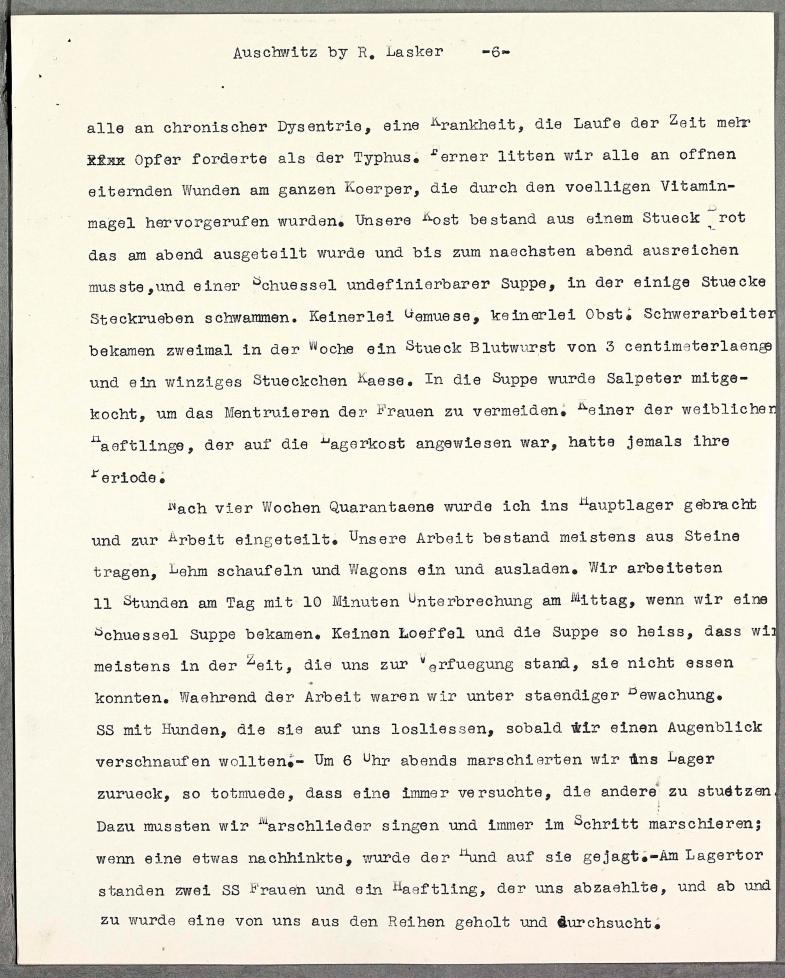 Auschwitz by R. Lasker -6-
alle an chronischer Dysentrie, eine Krankheit, die Laufe der Zeit mehr
Opfer forderte als der Typhus. Ferner litten wir alle an offnen
eiternden Wunden am ganzen Koerper, die durch den voelligen Vitamin-
magel hervorgerufen wurden. Unsere Kost bestand aus einem Stueck Brot
das am abend ausgeteilt wurde und bis zum naechsten abend ausreichen
musste,und einer Schuessel undefinierbarer Suppe, in der einige Stuecke
Steckrueben schwammen. Keinerlei Gemuese, keinerlei Obst. Schwerarbeiter
bekamen zweimal in der Woche ein Stueck Blutwurst von 3 centimeterlaenge
und ein winziges Stueckchen Kaese. In die Suppe wurde Salpeter mitge-
kocht, um das Mentruieren der Frauen zu vermeiden. Keiner der weiblichen
Haeftlinge, der auf die Lagerkost angewiesen war, hatte jemals ihre
Periode.
Nach vier Wochen Quarantaene wurde ich ins Hauptlager gebracht
und zur Arbeit eingeteilt. Unsere Arbeit bestand meistens aus Steine
tragen, Lehm schaufeln und Wagons ein und ausladen. Wir arbeiteten
11 Stunden am Tag mit 10 Minuten Unterbrechung am Mittag, wenn wir eine
Schuessel Suppe bekamen. Keinen Loeffel und die Suppe so heiss, dass wir
meistens in der Zeit, die uns zur Verfuegung stand, sie nicht essen
konnten. Waehrend der Arbeit waren wir unter staendiger Bewachung.
SS mit Hunden, die sie auf uns losliessen, sobald wir einen Augenblick
verschnaufen wollten.- Um 6 Uhr abends marschierten wir ins Lager
zurueck, so totmuede, dass eine immer versuchte, die andere zu stuetzen.
Dazu mussten wir Marschlieder singen und immer im Schritt marschieren;
wenn eine etwas nachhinkte, wurde der Hund auf sie gejagt.-Am Lagertor
standen zwei SS Frauen und ein Haeftling, der uns abzaehlte, und ab und
zu wurde eine von uns aus den Reihen geholt und durchsucht.